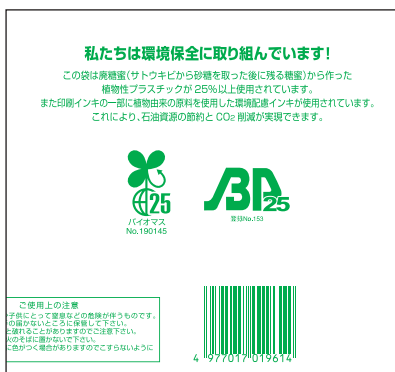 私たちは環境保全に取り組んでいます!
この袋は廃糖蜜(サトウキビから砂糖を取った後に残る糖蜜)から作った
植物性プラスチックが25%以上使用されています。
また印刷インキの一部に植物由来の原料を使用した環境配慮インキが使用されています。
これにより、石油資源の節約とCO2削減が実現できます。
25
バイオマス
No.190145
BP
25
登録No.153
ご使用上の注意
子供にとって窒息などの危険が伴うものです。
の届かないところに保管して下さい。
と破れることがありますのでご注意下さい。
火のそばに置かないで下さい。
に色がつく場合がありますのでこすらないように
4 977017 019614